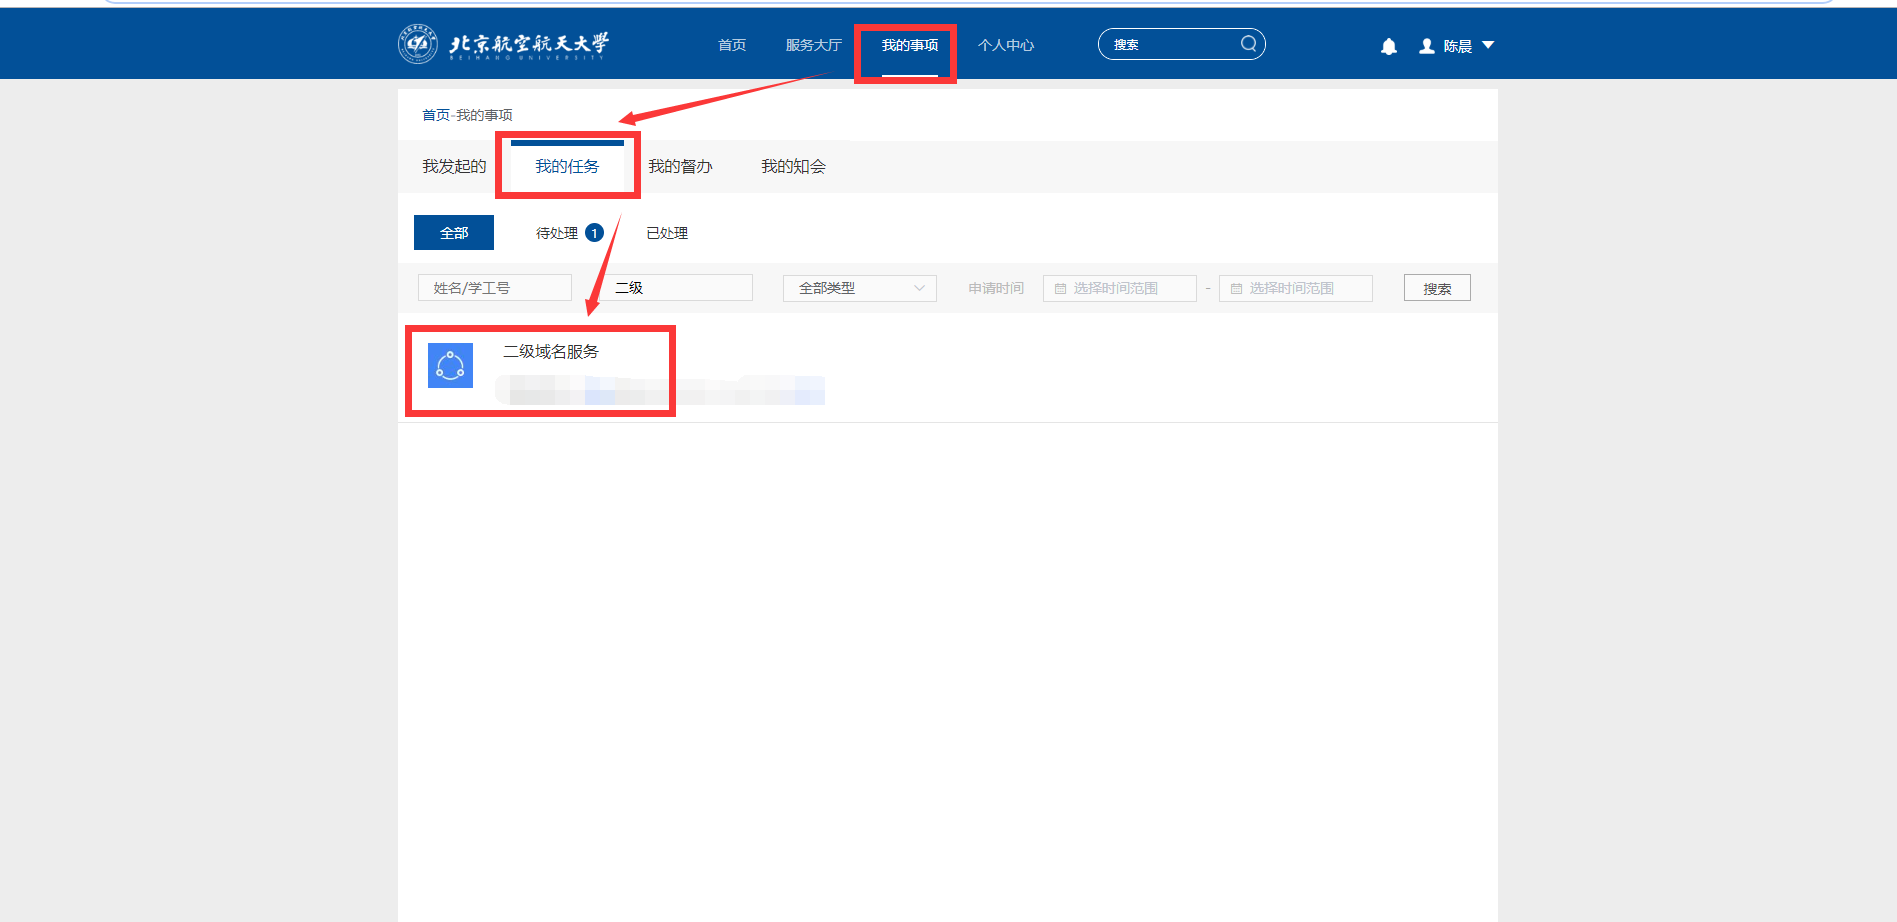 北京航空航天大學
BEIHANG UNIVERSITY
首页
服务大厅
我的事项
个人中心
搜索
陈晨
首页-我的事项
我发起的
我的任务
我的督办
我的知会
全部
待处理 1
已处理
姓名/学工号
二级
全部类型
申请时间
选择时间范围
-
选择时间范围
搜索
二级域名服务